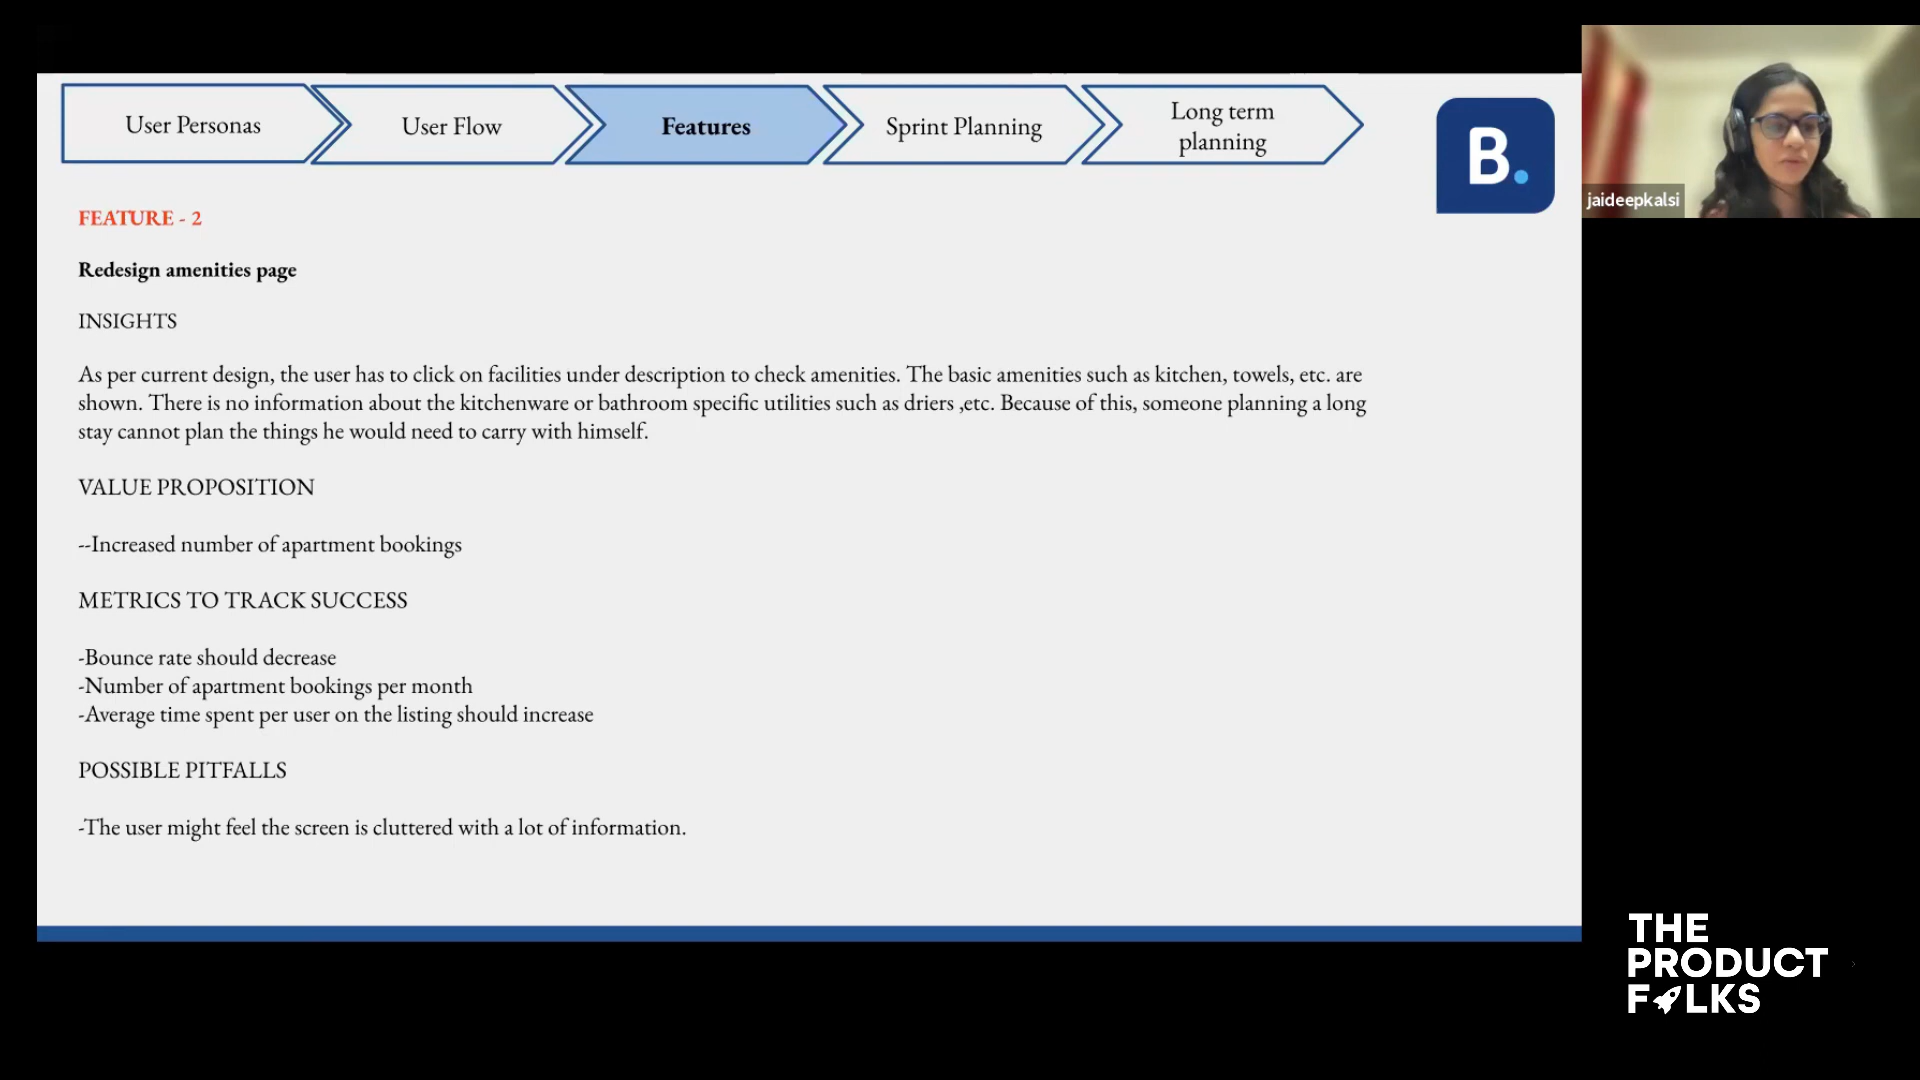 User Personas
User Flow
Features
Sprint Planning
Long term
planning
B.
jaideepkalsi
FEATURE - 2
Redesign amenities page
INSIGHTS
As per current design, the user has to click on facilities under description to check amenities. The basic amenities such as kitchen, towels, etc. are
shown. There is no information about the kitchenware or bathroom specific utilities such as driers ,etc. Because of this, someone planning a long
stay cannot plan the things he would need to carry with himself.
VALUE PROPOSITION
--Increased number of apartment bookings
METRICS TO TRACK SUCCESS
-Bounce rate should decrease
-Number of apartment bookings per month
-Average time spent per user on the listing should increase
POSSIBLE PITFALLS
-The user might feel the screen is cluttered with a lot of information.
THE
PRODUCT
FOLKS